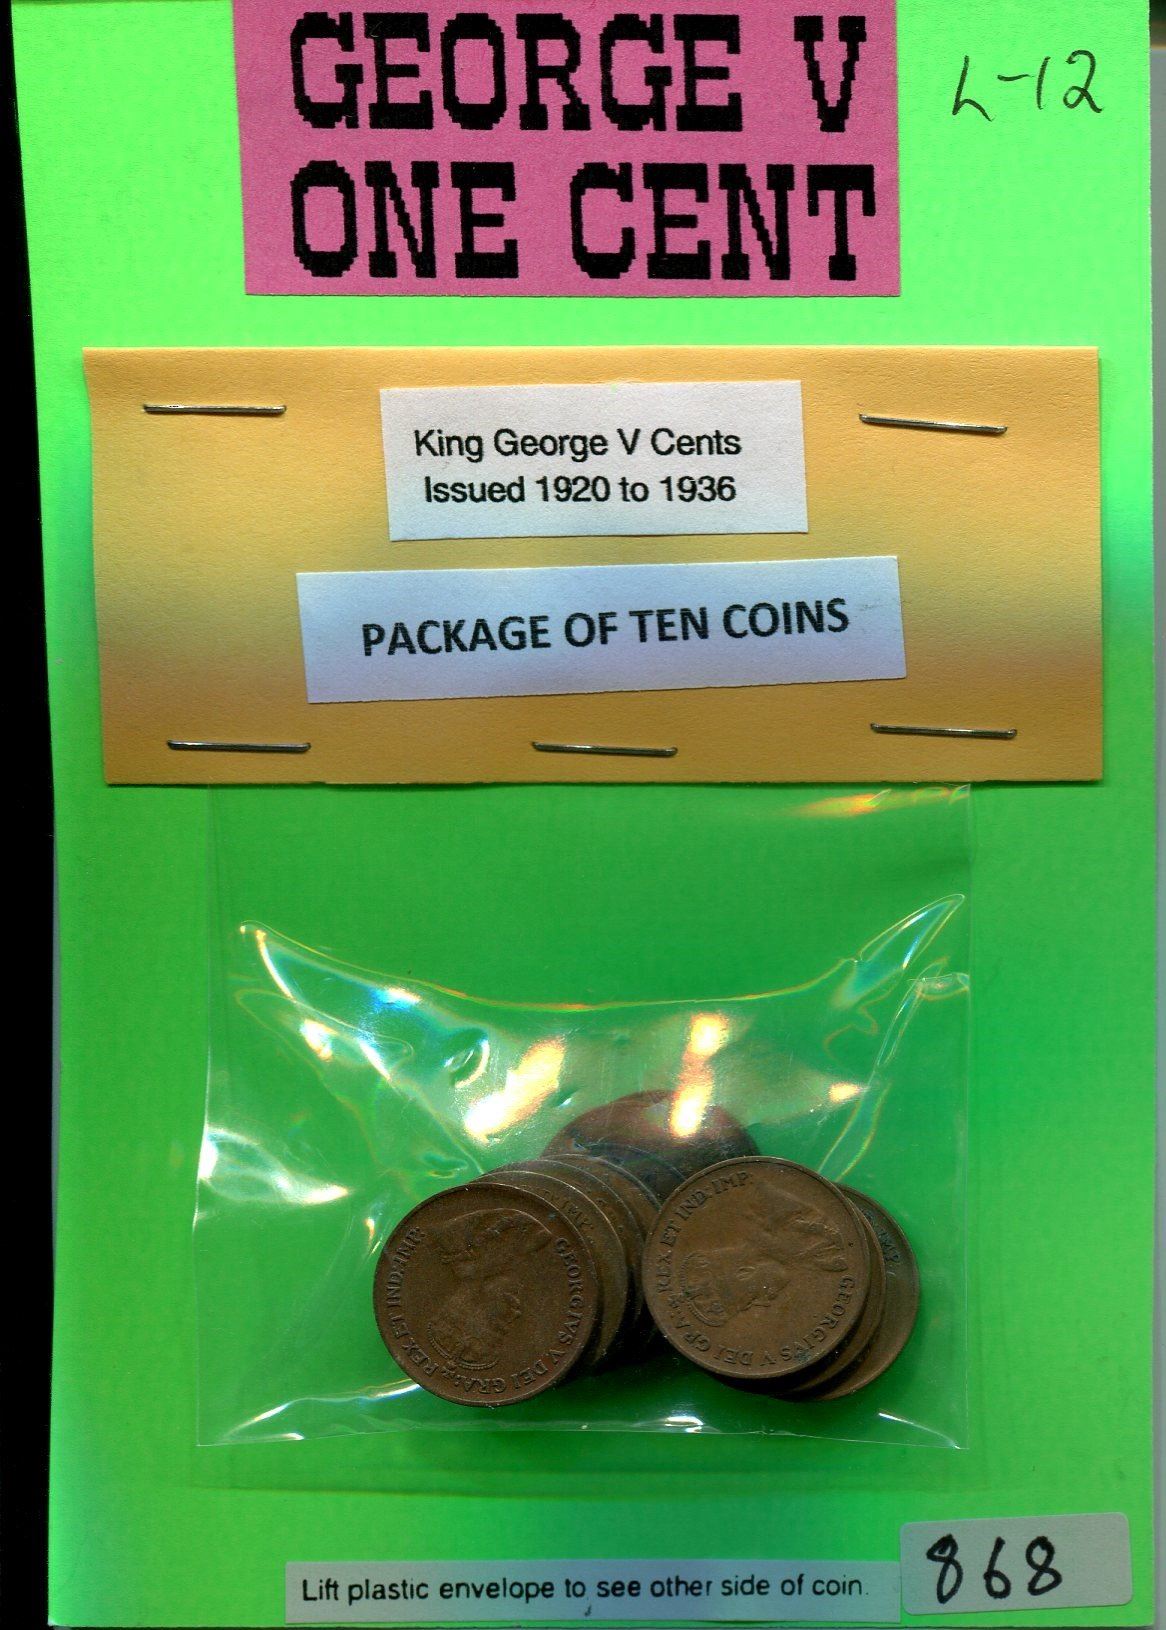 GEORGE V
ONE CENT
L-12
King George V Cents
Issued 1920 to 1936
PACKAGE OF TEN COINS
GEORGIVS V DEI GRA: REX ET IND: IMP:
GEORGIVS V DEI GRA: REX ET IND: IMP:
IMP:
IMP:
Lift plastic envelope to see other side of coin.
868